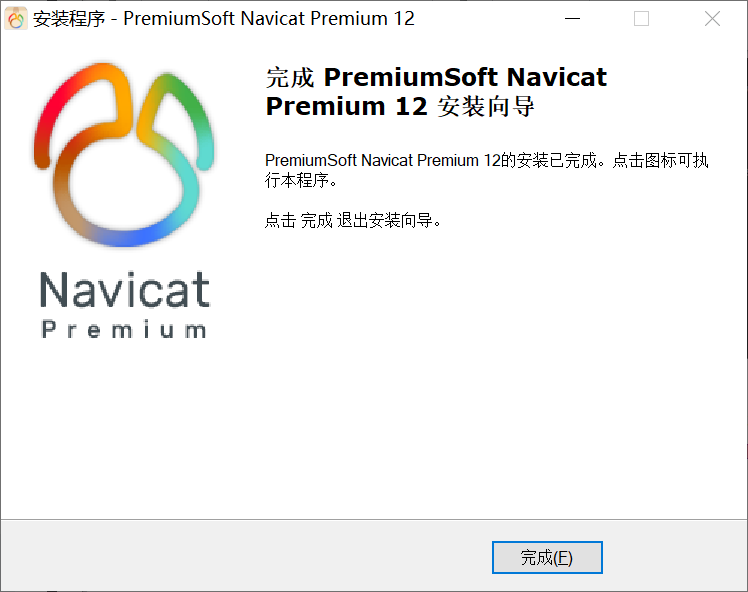 安装程序 - PremiumSoft Navicat Premium 12
完成 PremiumSoft Navicat
Premium 12 安装向导
PremiumSoft Navicat Premium 12的安装已完成。点击图标可执
行本程序。
点击 完成 退出安装向导。
Navicat
Premium
完成(F)